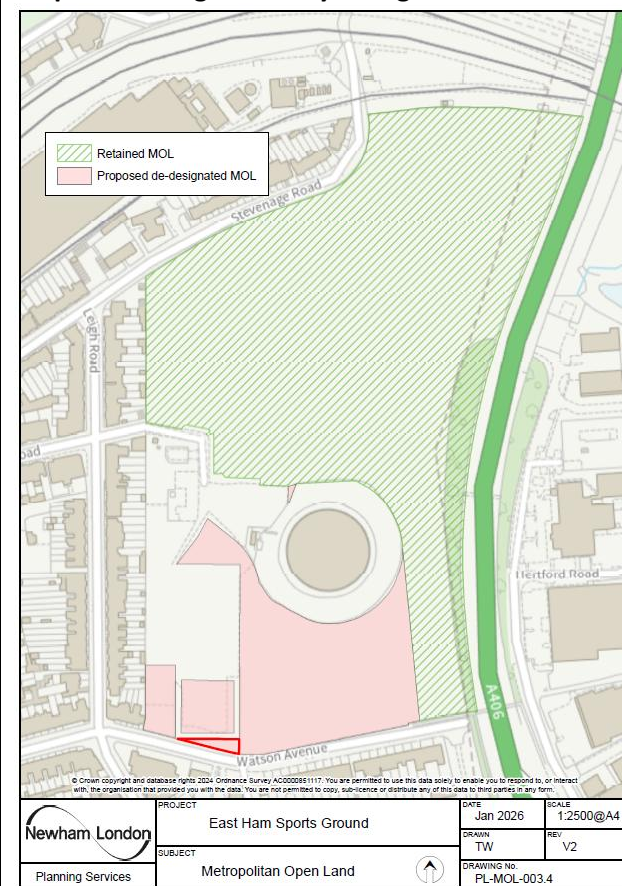 Retained MOL
Proposed de-designated MOL
Stevenage Road
Leigh Road
oad
Hertford Road
A406
Watson Avenue
© Crown copyright and database rights 2024 Ordnance Survey AC0000851117. You are permitted to use this data solely to enable you to respond to, or interact
with, the organisation that provided you with the data. You are not permitted to copy, sub-licence or distribute any of this data to third parties in any form.
Newham London
Planning Services
PROJECT
East Ham Sports Ground
SUBJECT
Metropolitan Open Land
DATE
Jan 2026
SCALE
1:2500@A4
DRAWN
TW
REV
V2
DRAWING No.
PL-MOL-003.4